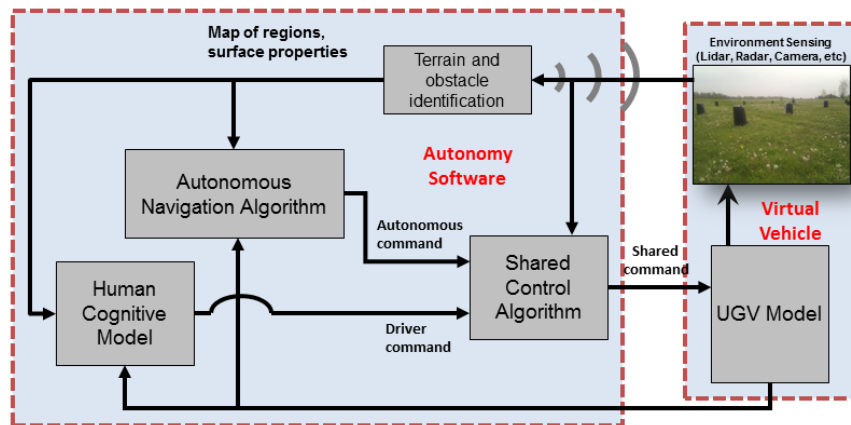 Map of regions,
surface properties
Terrain and
obstacle
identification
Environment Sensing
(Lidar, Radar, Camera, etc)
Autonomy
Software
Autonomous
Navigation Algorithm
Autonomous
command
Virtual
Vehicle
Human
Cognitive
Model
Shared
Control
Algorithm
Shared
command
UGV Model
Driver
command